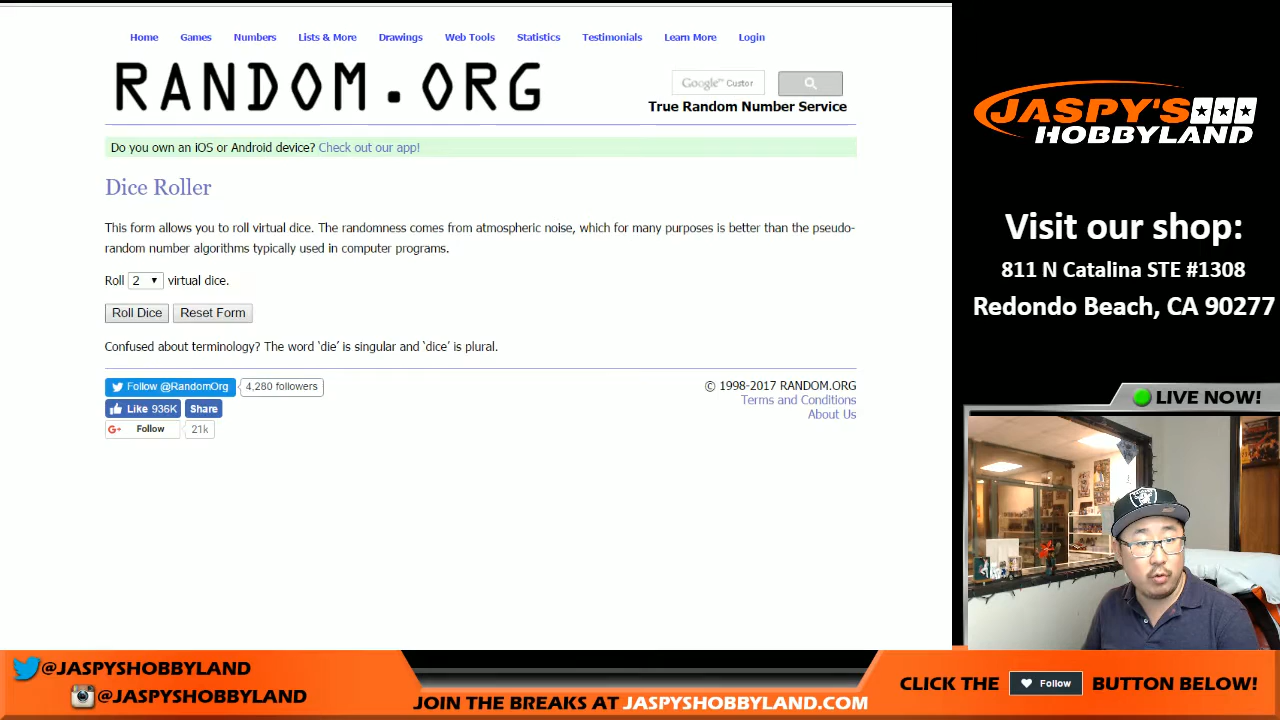 Home Games Numbers Lists & More Drawings Web Tools Statistics Testimonials Learn More Login
RANDOM.ORG
Google™ Custor
True Random Number Service
Do you own an iOS or Android device? Check out our app!
Dice Roller
This form allows you to roll virtual dice. The randomness comes from atmospheric noise, which for many purposes is better than the pseudo-
random number algorithms typically used in computer programs.
Roll 2 virtual dice.
Roll Dice Reset Form
Confused about terminology? The word ‘die’ is singular and ‘dice’ is plural.
Follow @RandomOrg 4,280 followers
Like 936K Share
G+ Follow 21k
© 1998-2017 RANDOM.ORG
Terms and Conditions
About Us
JASPY'S
HOBBYLAND
Visit our shop:
811 N Catalina STE #1308
Redondo Beach, CA 90277
LIVE NOW!
@JASPYSHOBBYLAND
@JASPYSHOBBYLAND
JOIN THE BREAKS AT JASPYSHOBBYLAND.COM
CLICK THE Follow BUTTON BELOW!